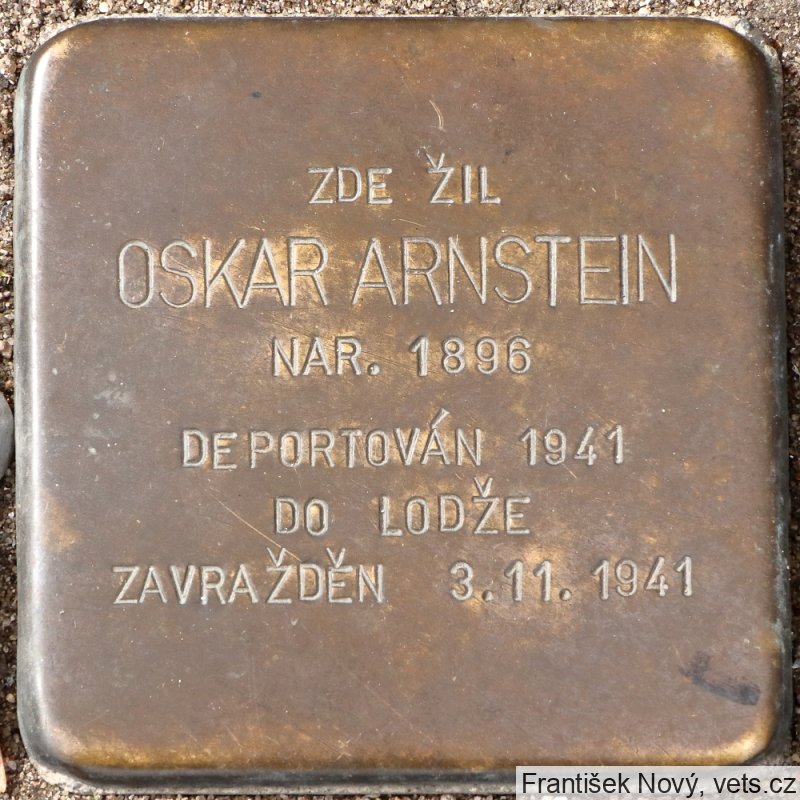 ZDE ŽIL
OSKAR ARNSTEIN
NAR. 1896
DEPORTOVÁN 1941
DO LODŽE
ZAVRAŽDĚN 3.11.1941
František Nový, vets.cz